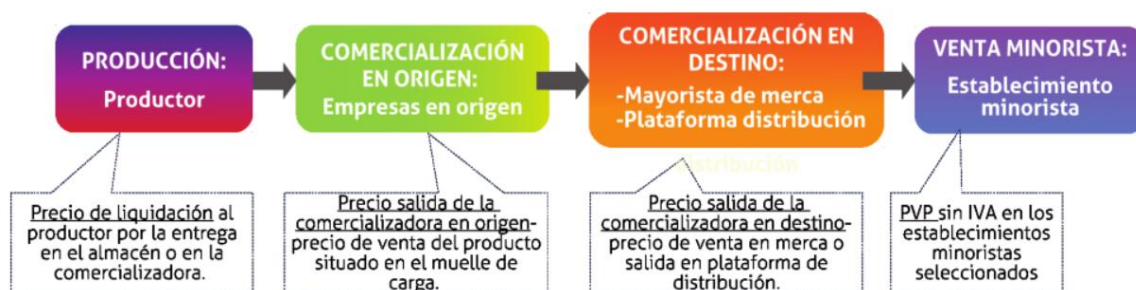 PRODUCCIÓN:
Productor
COMERCIALIZACIÓN
EN ORIGEN:
Empresas en origen
COMERCIALIZACIÓN EN
DESTINO:
-Mayorista de merca
-Plataforma distribución
distribución
VENTA MINORISTA:
Establecimiento
minorista
Precio de liquidación al
productor por la entrega
en el almacén o en la
comercializadora.
Precio salida de la
comercializadora en origen-
precio de venta del producto
situado en el muelle de
carga.
Precio salida de la
comercializadora en destino-
precio de venta en merca o
salida en plataforma de
distribución.
PVP sin IVA en los
establecimientos
minoristas
seleccionados